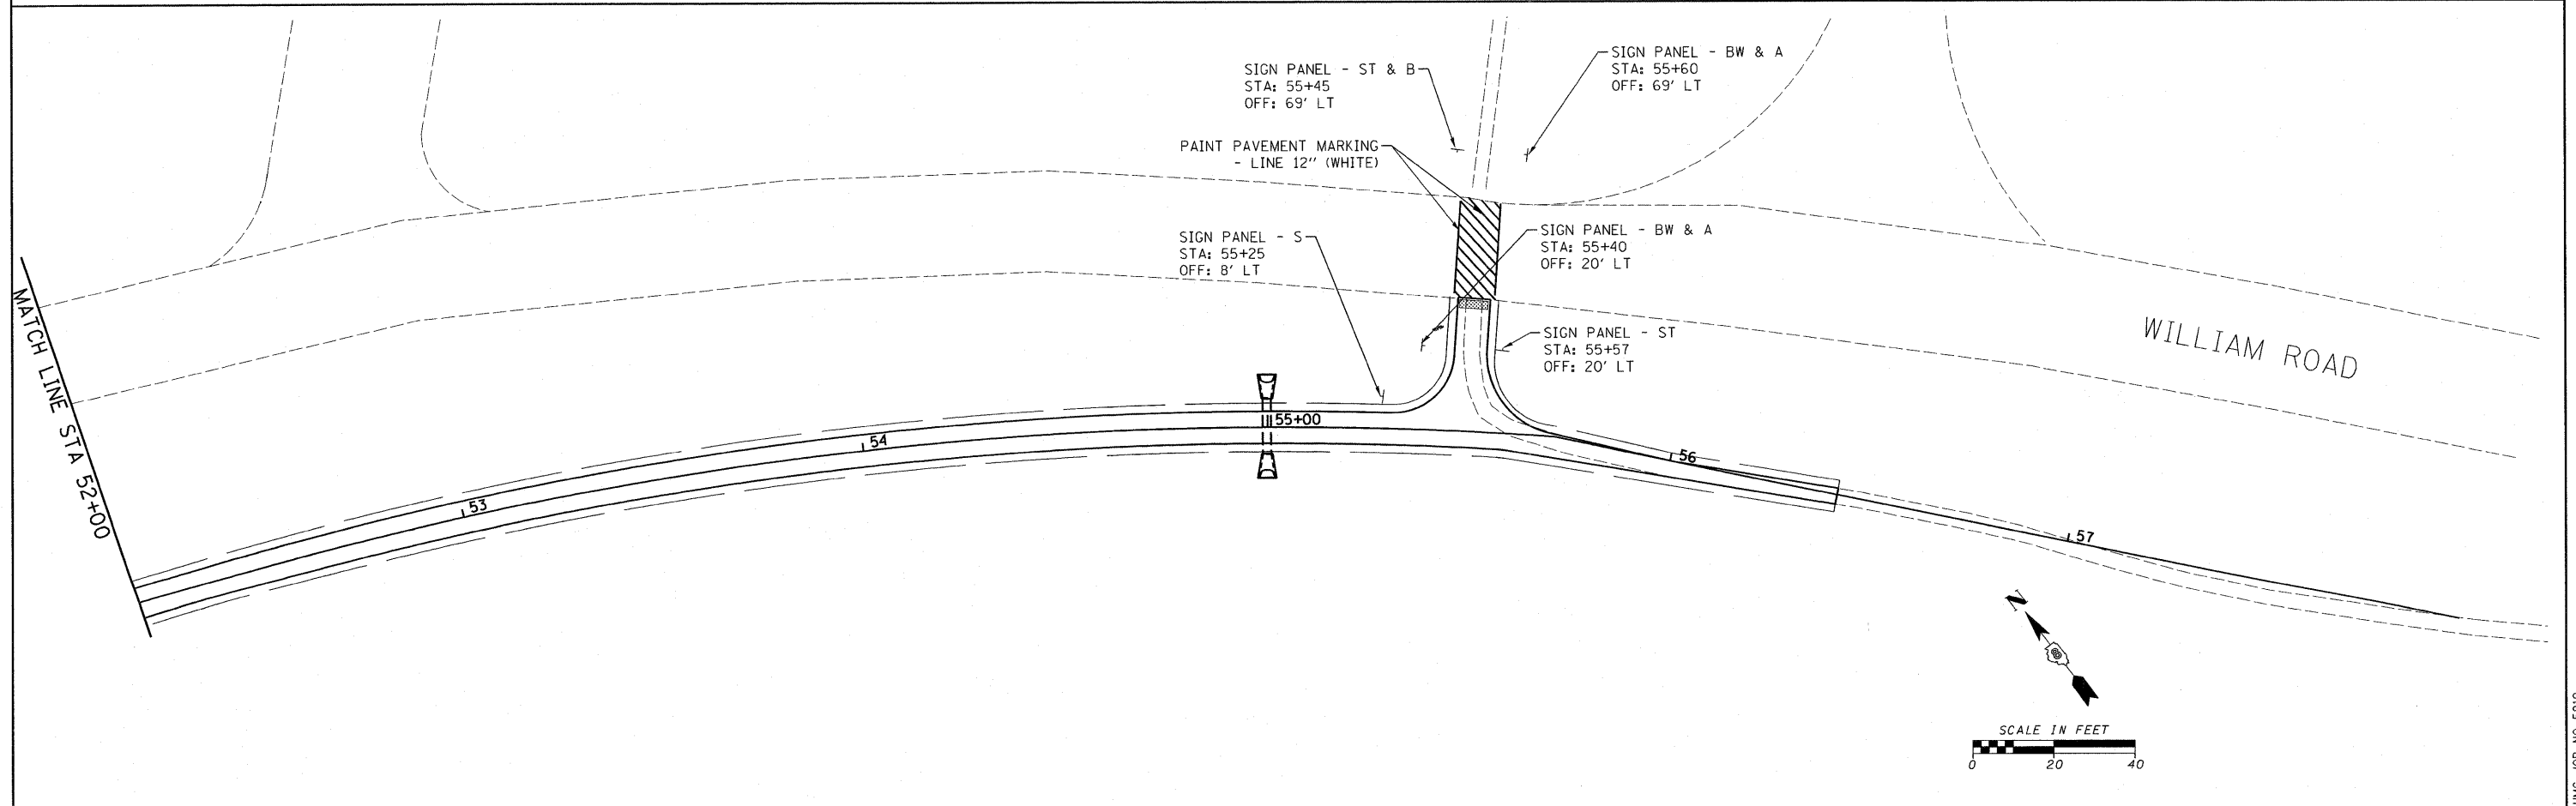 SIGN PANEL - BW & A
STA: 55+60
OFF: 69' LT
SIGN PANEL - ST & B
STA: 55+45
OFF: 69' LT
PAINT PAVEMENT MARKING
- LINE 12" (WHITE)
SIGN PANEL - S
STA: 55+25
OFF: 8' LT
SIGN PANEL - BW & A
STA: 55+40
OFF: 20' LT
SIGN PANEL - ST
STA: 55+57
OFF: 20' LT
WILLIAM ROAD
MATCH LINE STA 52+00
53
54
55+00
56
57
N
SCALE IN FEET
0 20 40